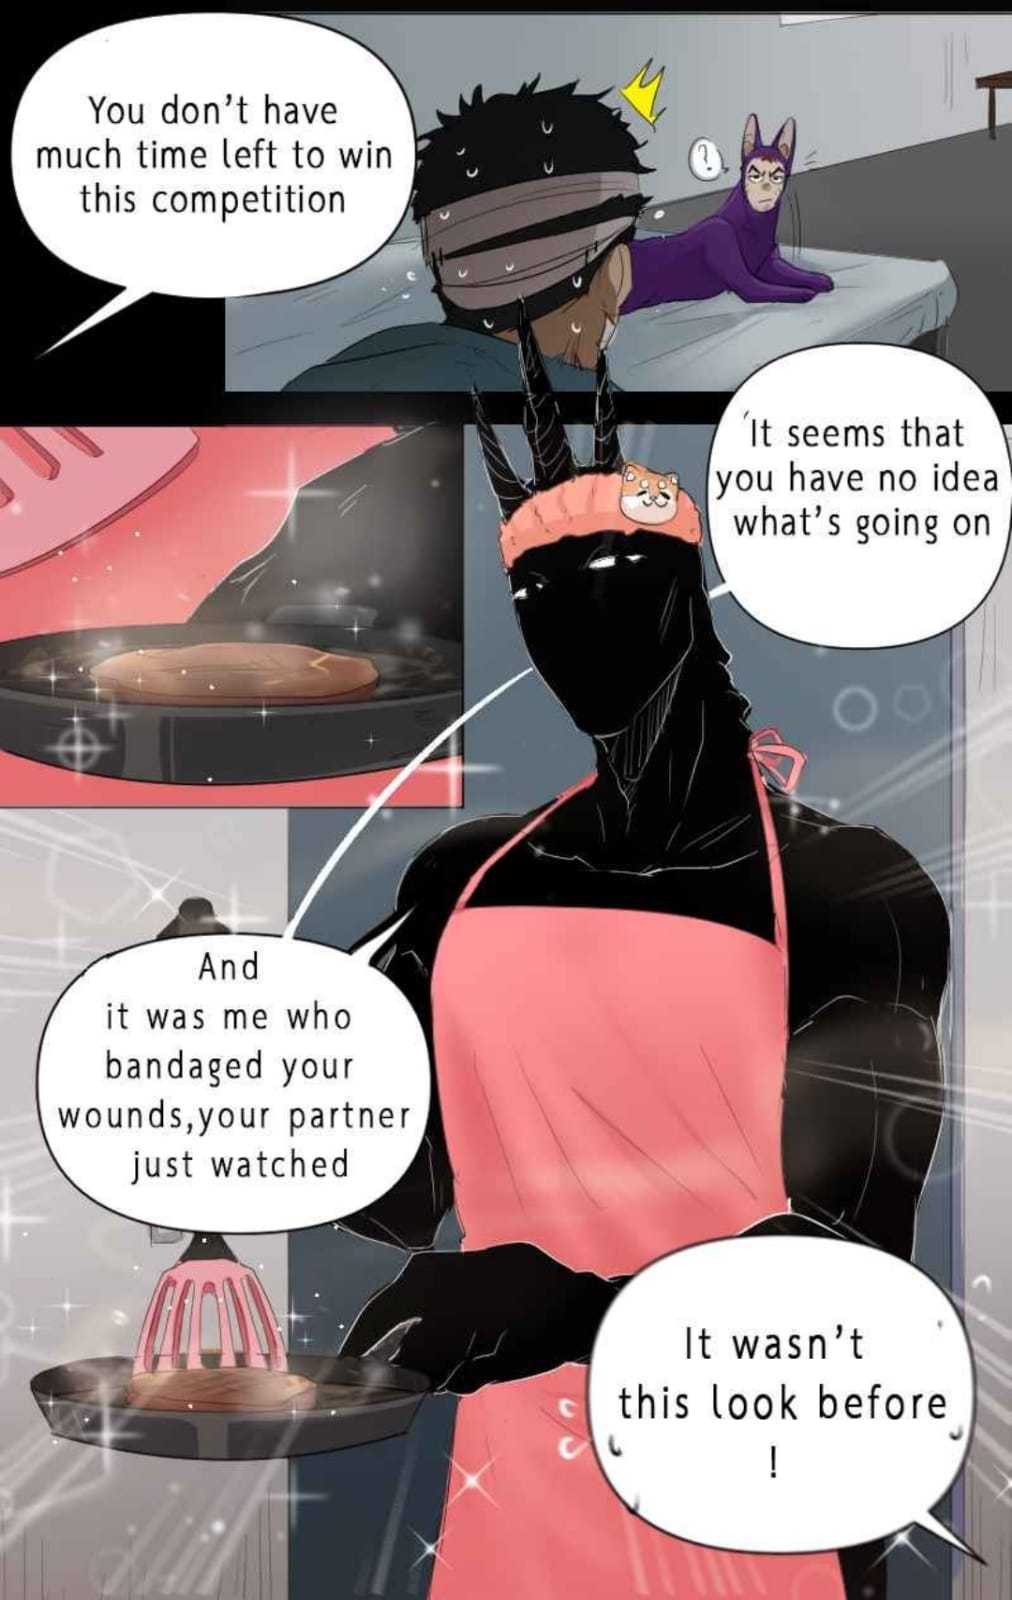 You don't have
much time left to win
this competition
?
'It seems that
you have no idea
what's going on
And
it was me who
bandaged your
wounds,your partner
just watched
It wasn't
this look before
!